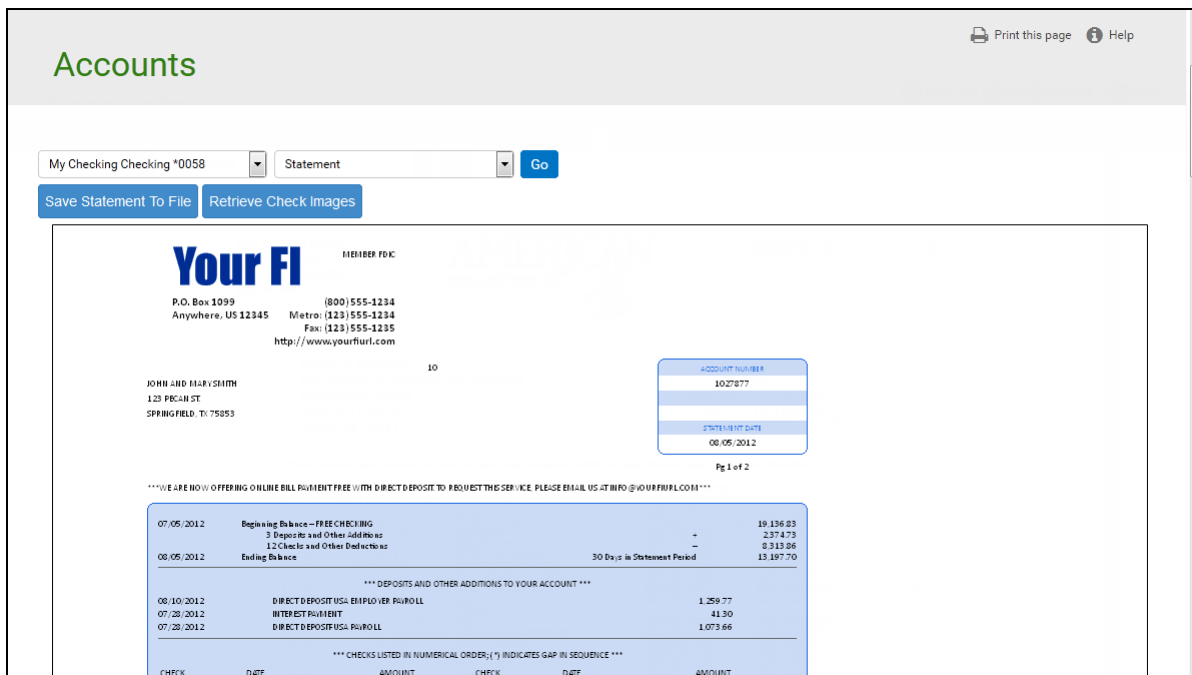 Print this page Help
Accounts
My Checking Checking *0058 Statement Go
Save Statement To File Retrieve Check Images
Your FI MEMBER FDIC
P.O. Box 1099 (800) 555-1234
Anywhere, US 12345 Metro: (123) 555-1234
Fax: (123) 555-1235
http://www.yourfiurl.com
10
ACCOUNT NUMBER
JOHN AND MARY SMITH 1027877
123 PECAN ST.
SPRINGFIELD, TX 75853
STATEMENT DATE
08/05/2012
Pg 1 of 2
***WE ARE NOW OFFERING ONLINE BILL PAYMENT FREE WITH DIRECT DEPOSIT. TO REQUEST THIS SERVICE, PLEASE EMAIL US AT INFO@YOURFIURL.COM***
07/05/2012 Beginning Balance – FREE CHECKING 19,136.83
3 Deposits and Other Additions + 2,374.73
12 Checks and Other Deductions – 8,313.86
08/05/2012 Ending Balance 30 Days in Statement Period 13,197.70
*** DEPOSITS AND OTHER ADDITIONS TO YOUR ACCOUNT ***
08/10/2012 DIRECT DEPOSIT USA EMPLOYER PAYROLL 1,259.77
07/28/2012 INTEREST PAYMENT 41.30
07/28/2012 DIRECT DEPOSIT USA PAYROLL 1,073.66
*** CHECKS LISTED IN NUMERICAL ORDER; (*) INDICATES GAP IN SEQUENCE ***
CHECK DATE AMOUNT CHECK DATE AMOUNT